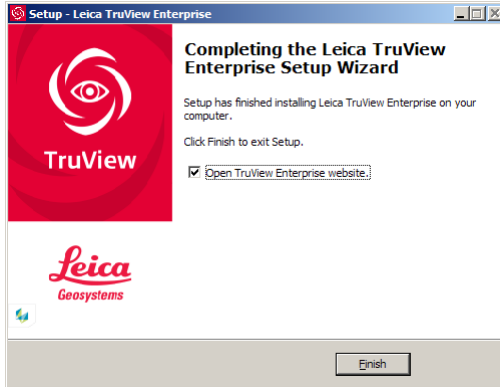 Setup - Leica TruView Enterprise
Completing the Leica TruView
Enterprise Setup Wizard
Setup has finished installing Leica TruView Enterprise on your
computer.
Click Finish to exit Setup.
Open TruView Enterprise website.
TruView
Leica
Geosystems
Finish